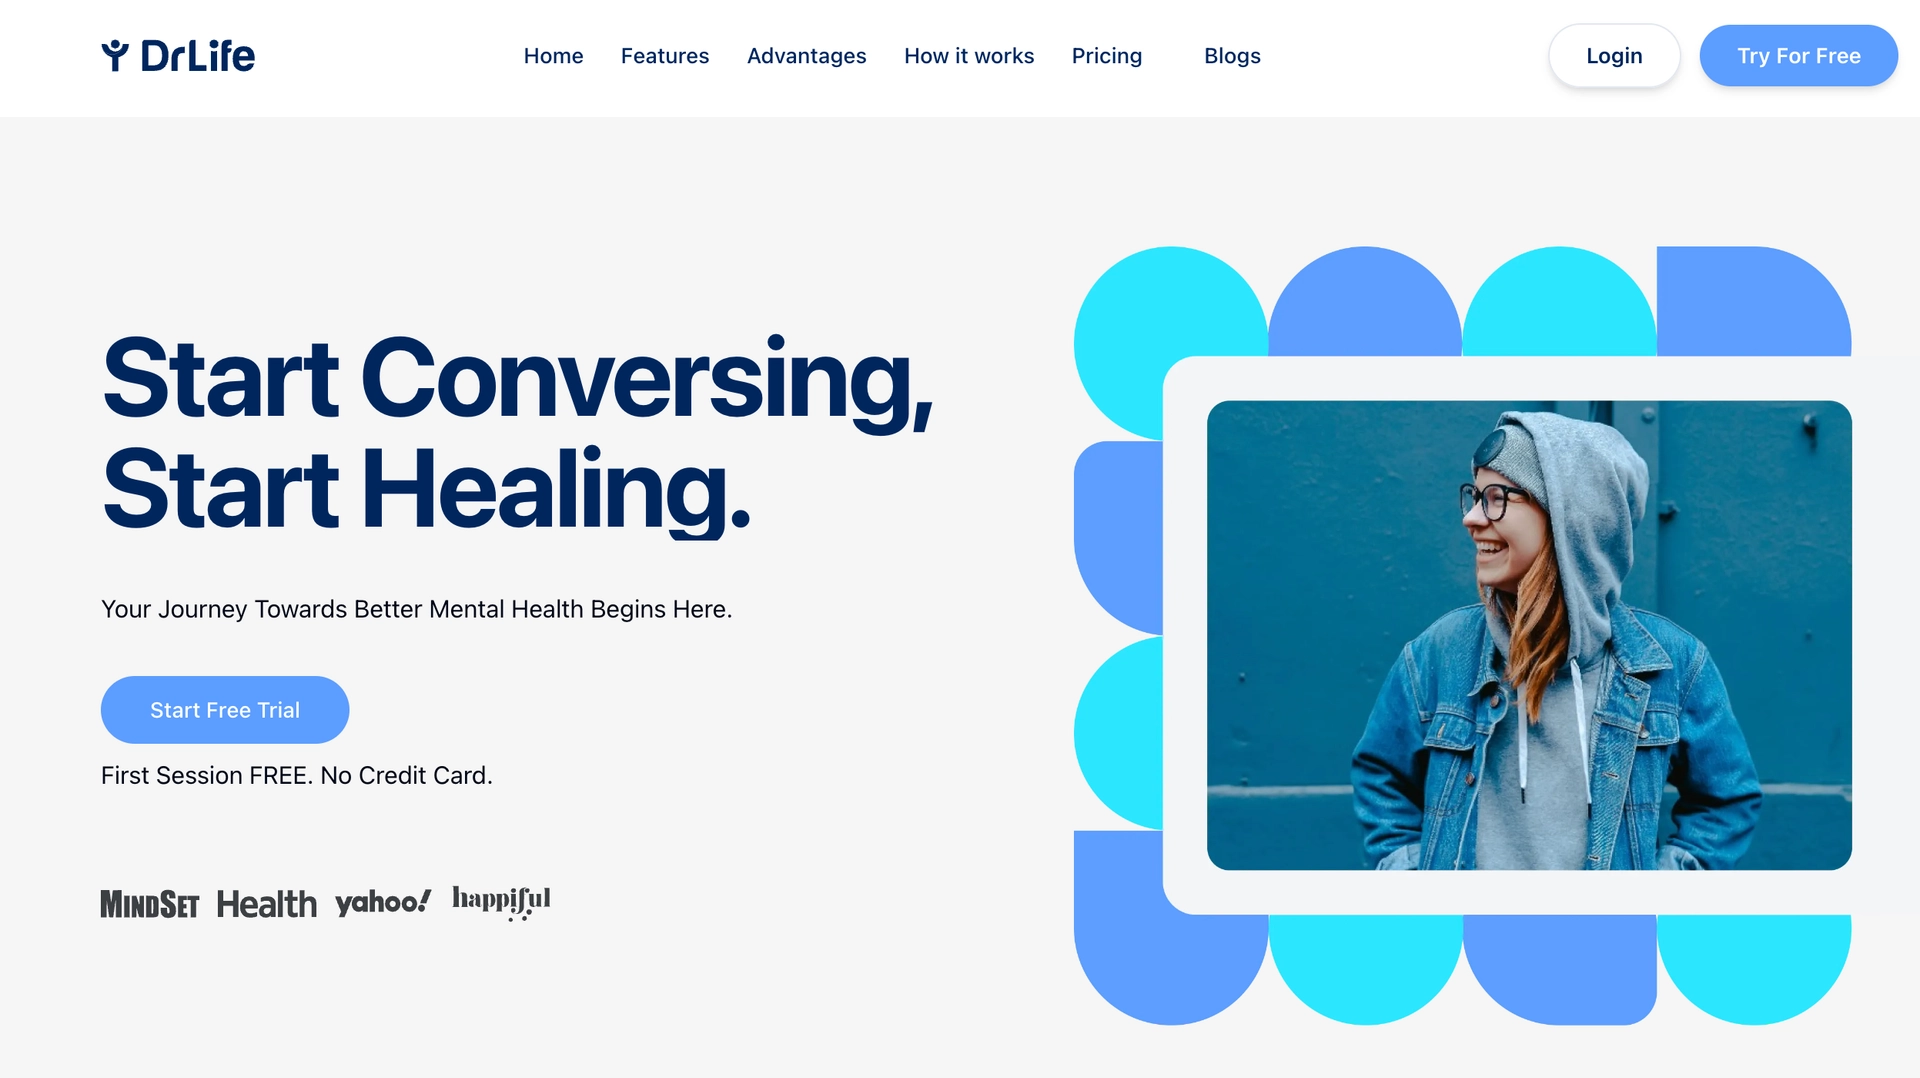 DrLife
Home Features Advantages How it works Pricing Blogs
Login
Try For Free
Start Conversing,
Start Healing.
Your Journey Towards Better Mental Health Begins Here.
Start Free Trial
First Session FREE. No Credit Card.
MINDSET Health yahoo! happiful